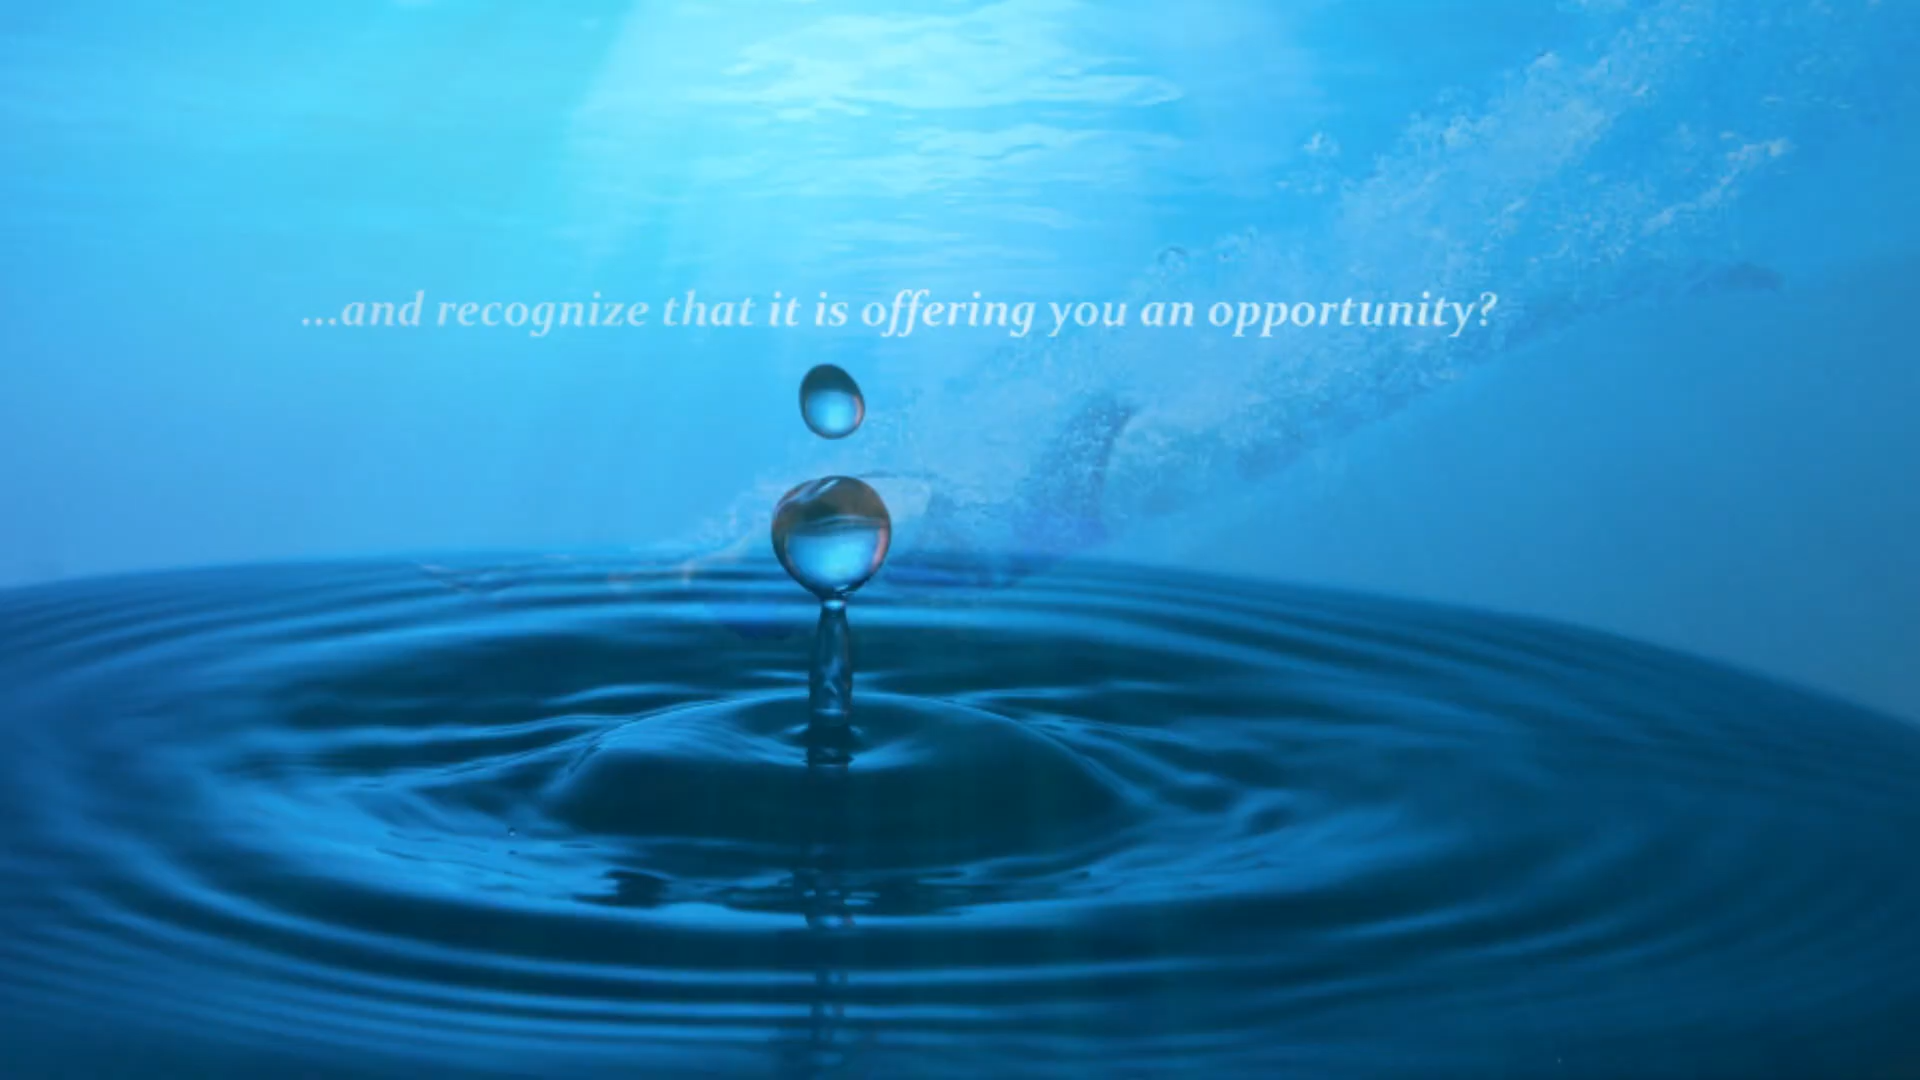 ...and recognize that it is offering you an opportunity?